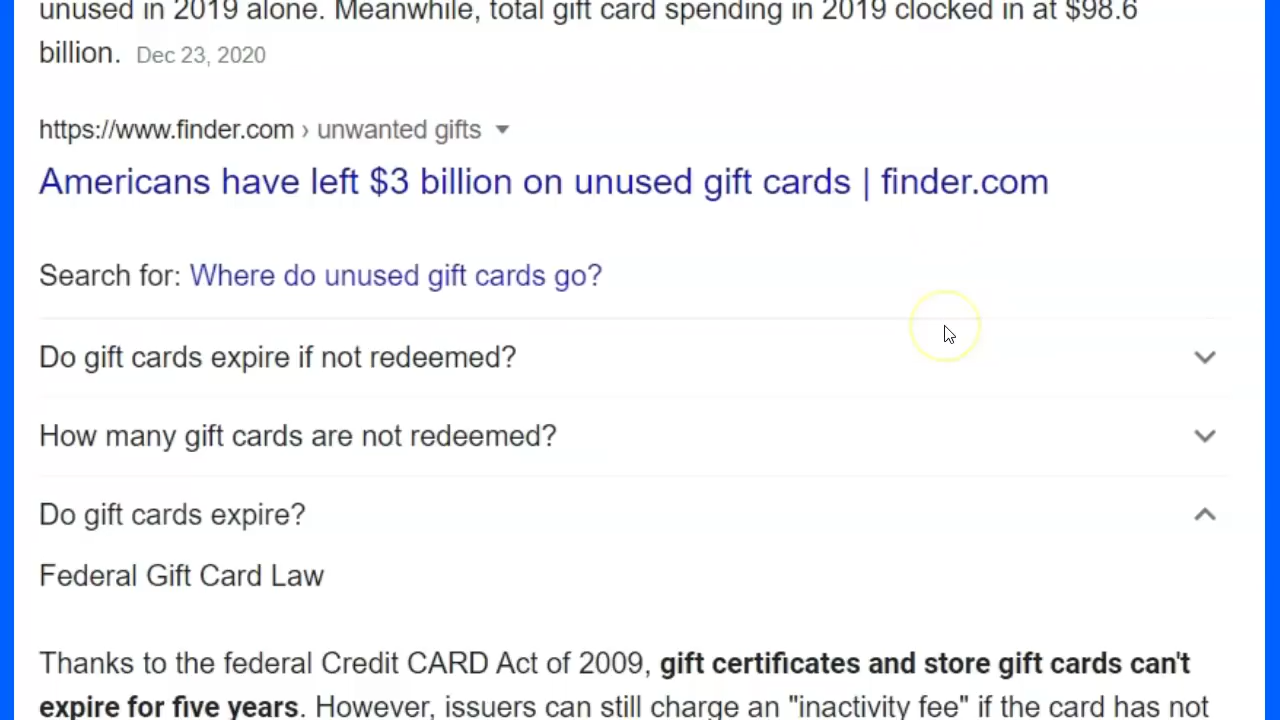 unused in 2019 alone. Meanwhile, total gift card spending in 2019 clocked in at $98.6
billion. Dec 23, 2020
https://www.finder.com › unwanted gifts
Americans have left $3 billion on unused gift cards | finder.com
Search for: Where do unused gift cards go?
Do gift cards expire if not redeemed?
How many gift cards are not redeemed?
Do gift cards expire?
Federal Gift Card Law
Thanks to the federal Credit CARD Act of 2009, gift certificates and store gift cards can't
expire for five years. However, issuers can still charge an "inactivity fee" if the card has not